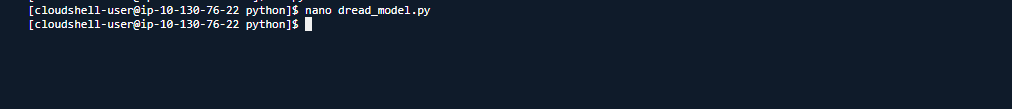 [cloudshell-user@ip-10-130-76-22 python]$ nano dread_model.py
[cloudshell-user@ip-10-130-76-22 python]$